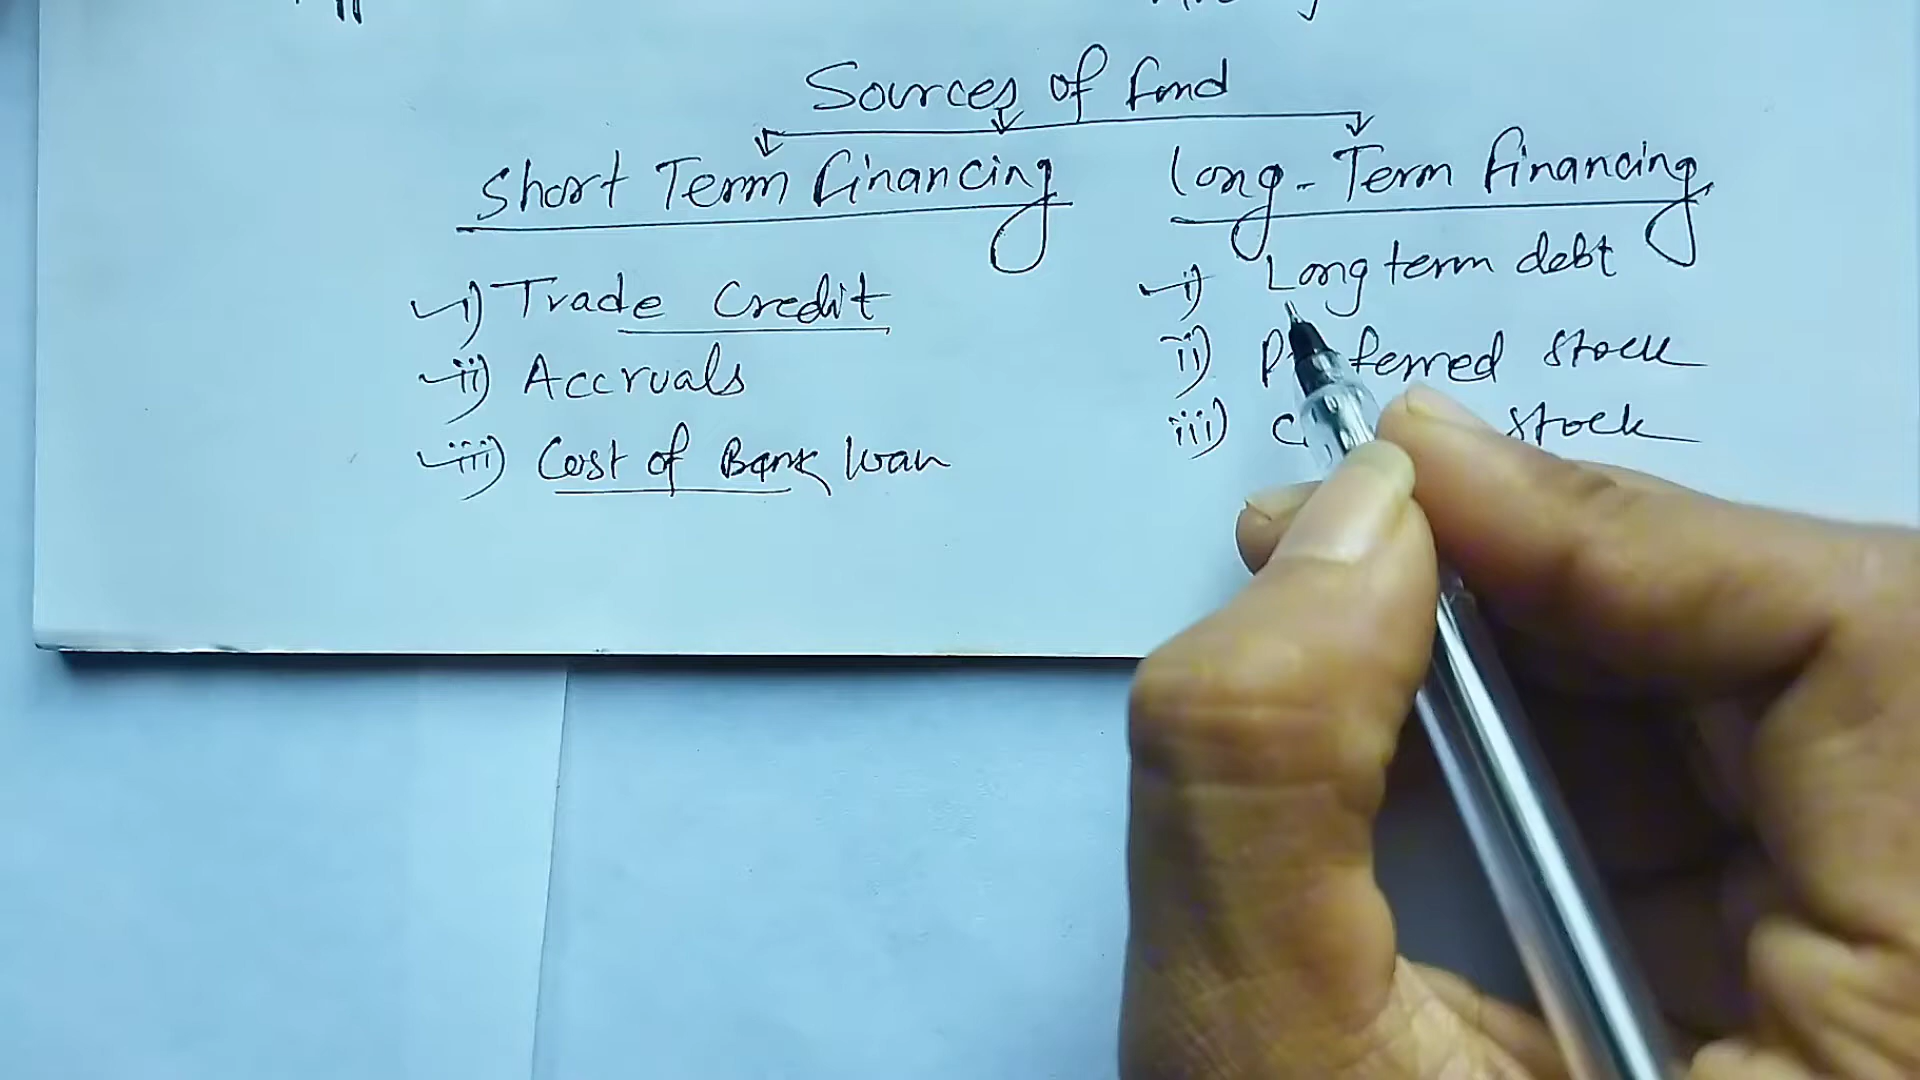 Sources of fund
Short Term financing
i) Trade Credit
ii) Accruals
iii) Cost of Bank loan
Long-Term financing
i) Long term debt
ii) Preferred stock
iii) stock